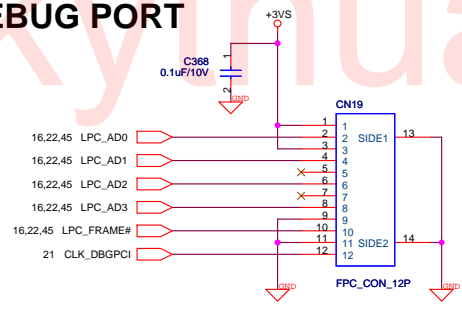 EBUG PORT
+3VS
C368
0.1uF/10V
1
2
GND
CN19
16,22,45 LPC_AD0
16,22,45 LPC_AD1
16,22,45 LPC_AD2
16,22,45 LPC_AD3
16,22,45 LPC_FRAME#
21 CLK_DBGPCI
1 1
2 2 SIDE1 13
3 3
4 4
5 5
6 6
7 7
8 8
9 9
10 10
11 11 SIDE2 14
12 12
FPC_CON_12P
GND
GND